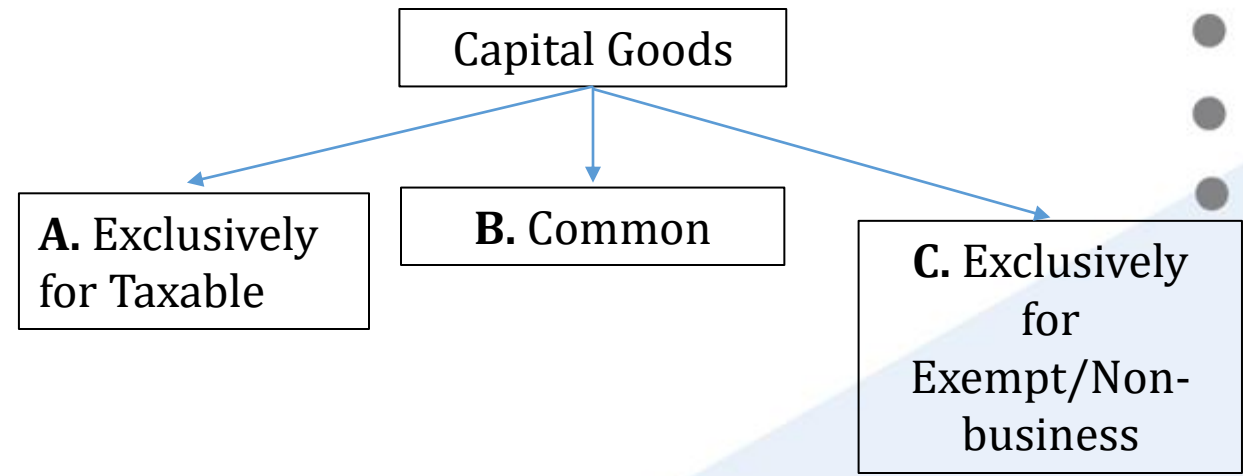 Capital Goods
A. Exclusively
for Taxable
B. Common
C. Exclusively
for
Exempt/Non-
business